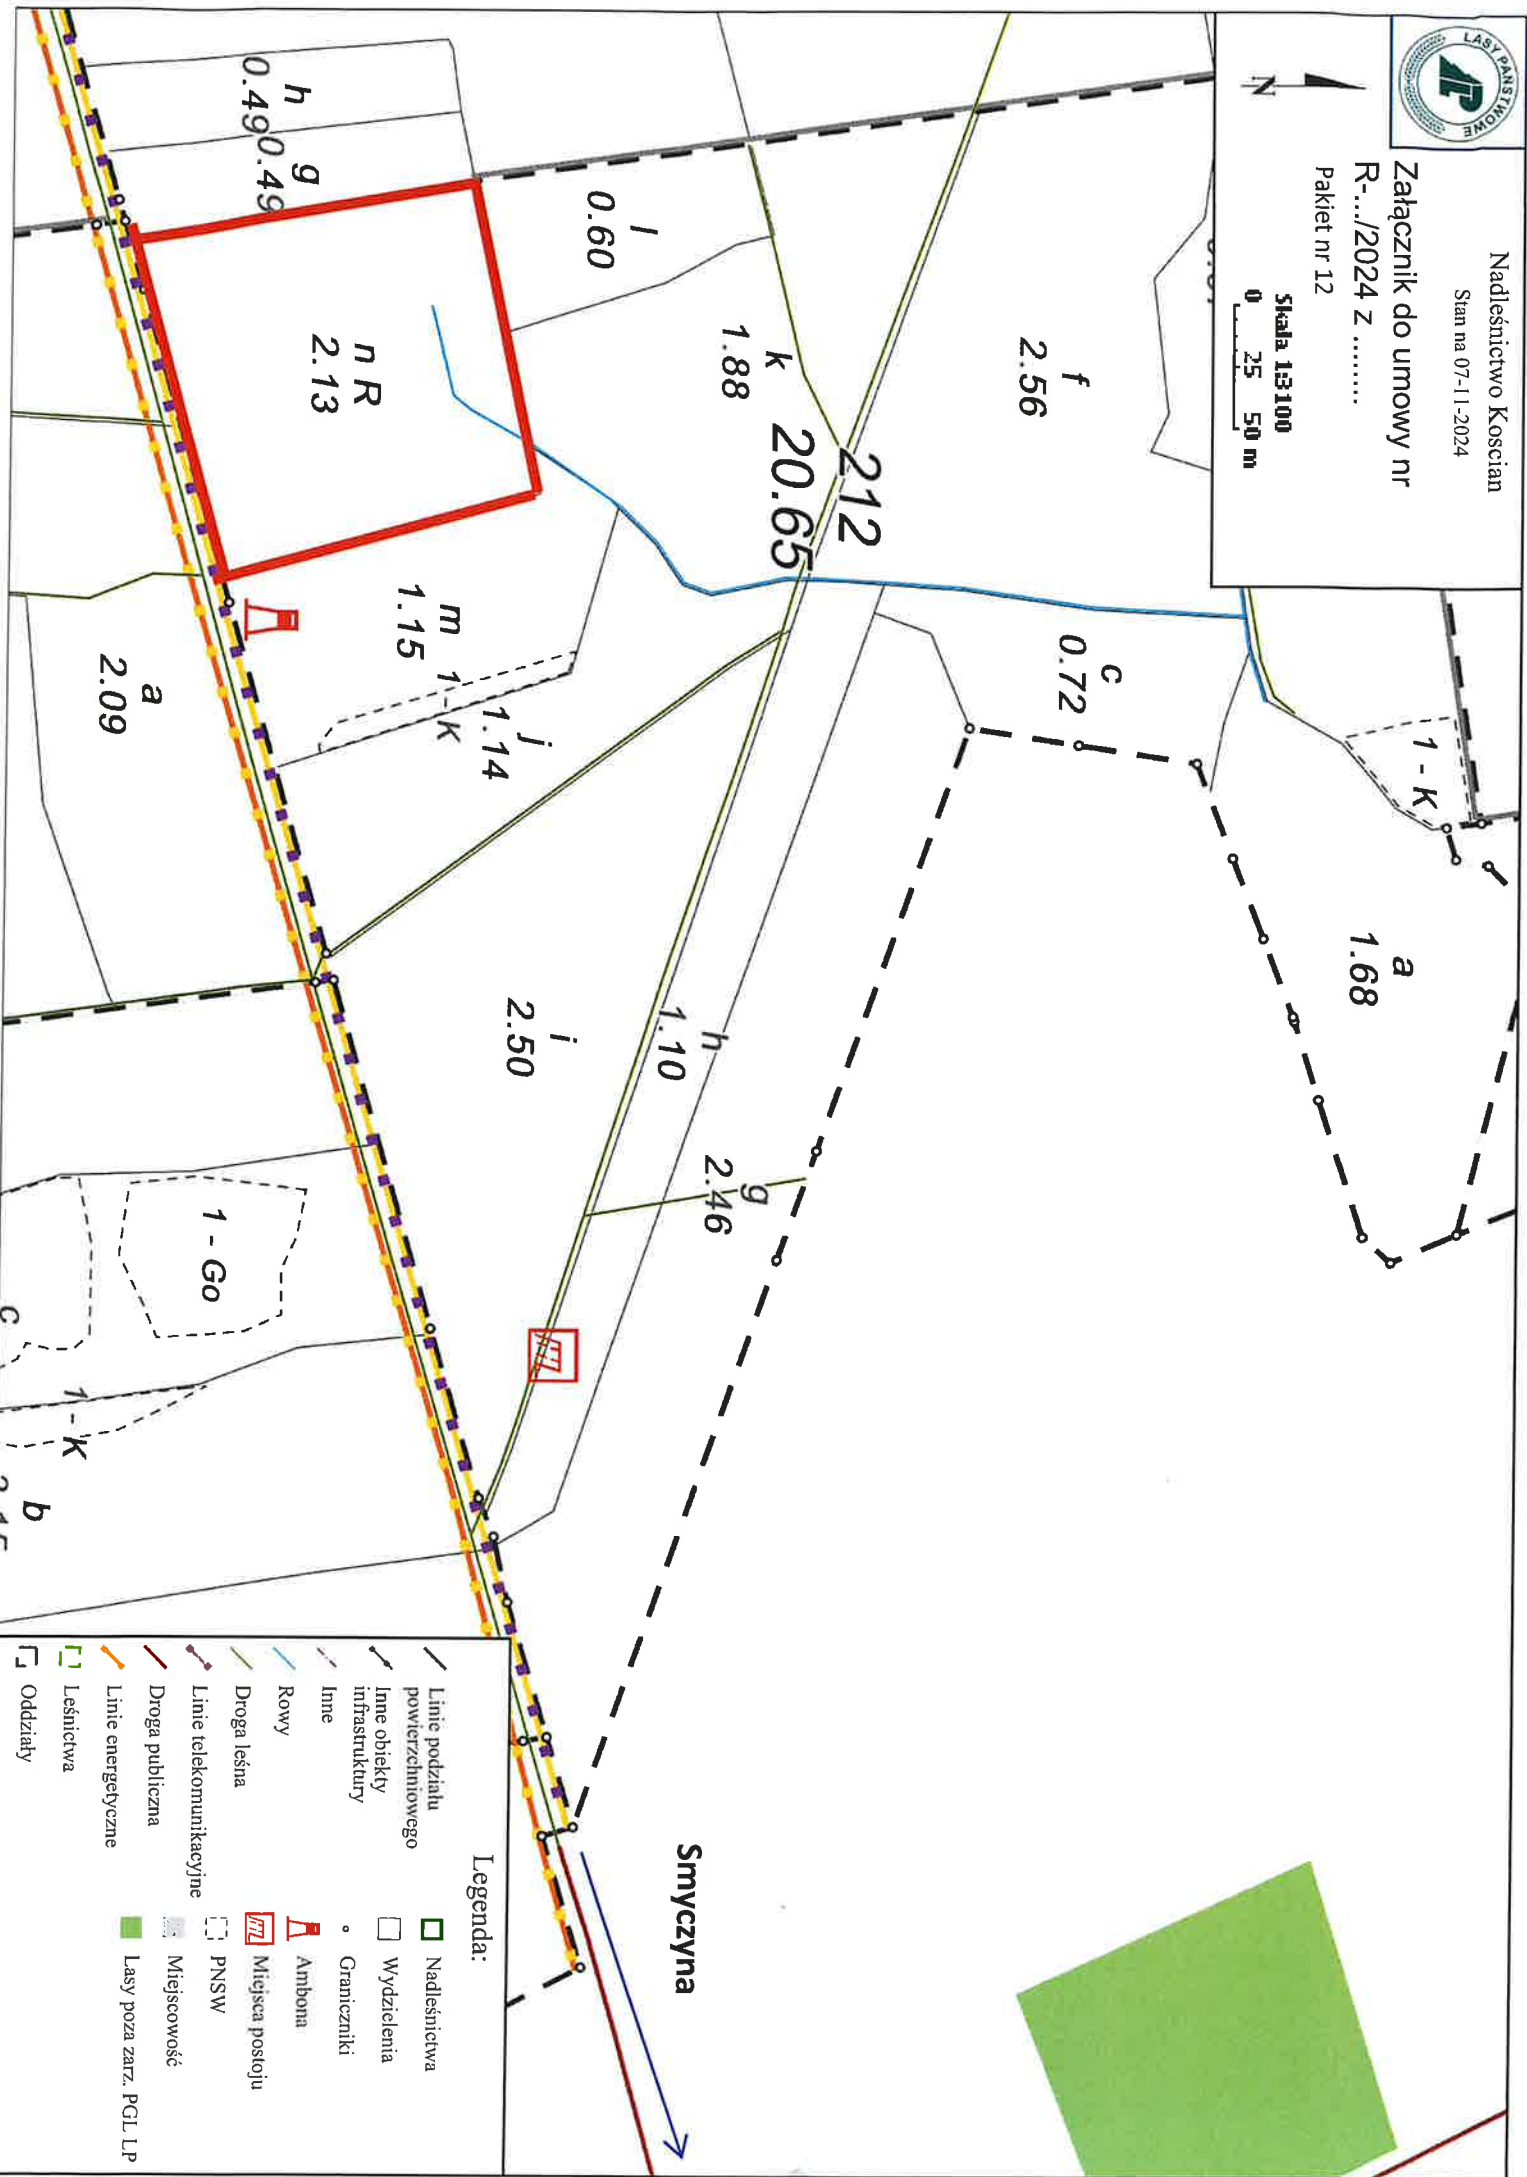 LASY PAŃSTWOWE
Nadleśnictwo Koscian
Stan na 07-11-2024
Załącznik do umowy nr
R-.../2024 z ........
Pakiet nr 12
Skala 1:3100
0 25 50 m
N
h
0.49
g
0.49
l
0.60
n R
2.13
k
1.88
f
2.56
212
20.65
c
0.72
1 - K
a
1.68
m
1.15
1 - K
j
1.14
a
2.09
i
2.50
h
1.10
g
2.46
1 - Go
c
1 - K
b
Smyczyna
Legenda:
Linie podziału
powierzchniowego
Inne obiekty
infrastruktury
Inne
Rowy
Droga leśna
Linie telekomunikacyjne
Droga publiczna
Linie energetyczne
Leśnictwa
Oddziały
Nadleśnictwa
Wydzielenia
Graniczniki
Ambona
Miejsca postoju
PNSW
Miejscowość
Lasy poza zarz. PGL LP